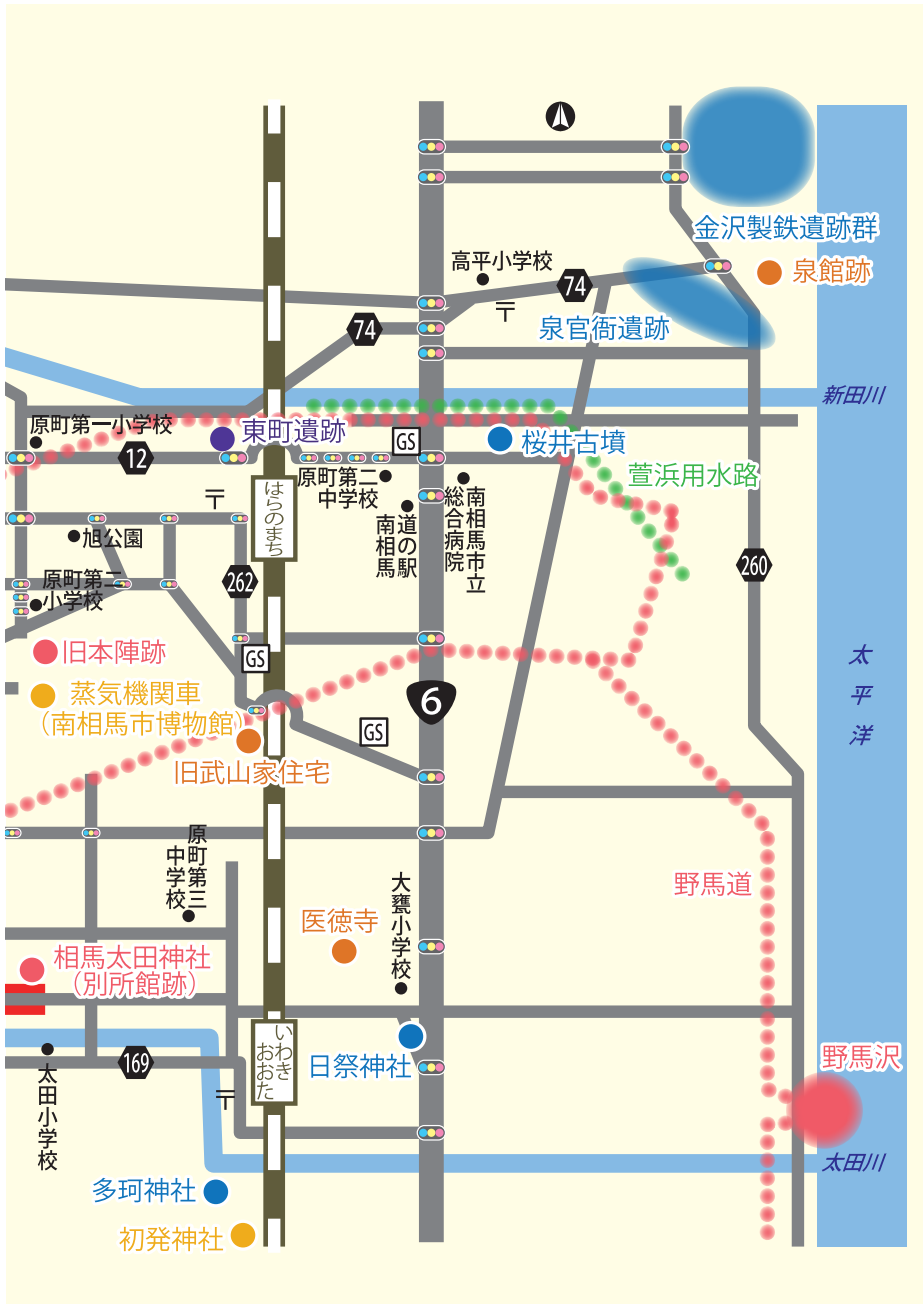 金沢製鉄遺跡群
高平小学校
泉館跡
74
泉官衙遺跡
74
新田川
原町第一小学校
東町遺跡
GS
桜井古墳
12
原町第二
中学校
萱浜用水路
はらのまち
南相馬市立
総合病院
道の駅
南相馬
旭公園
原町第二
小学校
262
260
旧本陣跡
GS
太平洋
蒸気機関車
（南相馬市博物館）
6
GS
旧武山家住宅
原町第三
中学校
大甕小学校
野馬道
医徳寺
相馬太田神社
（別所館跡）
いわき
おおた
野馬沢
169
日祭神社
太田小学校
太田川
多珂神社
初発神社